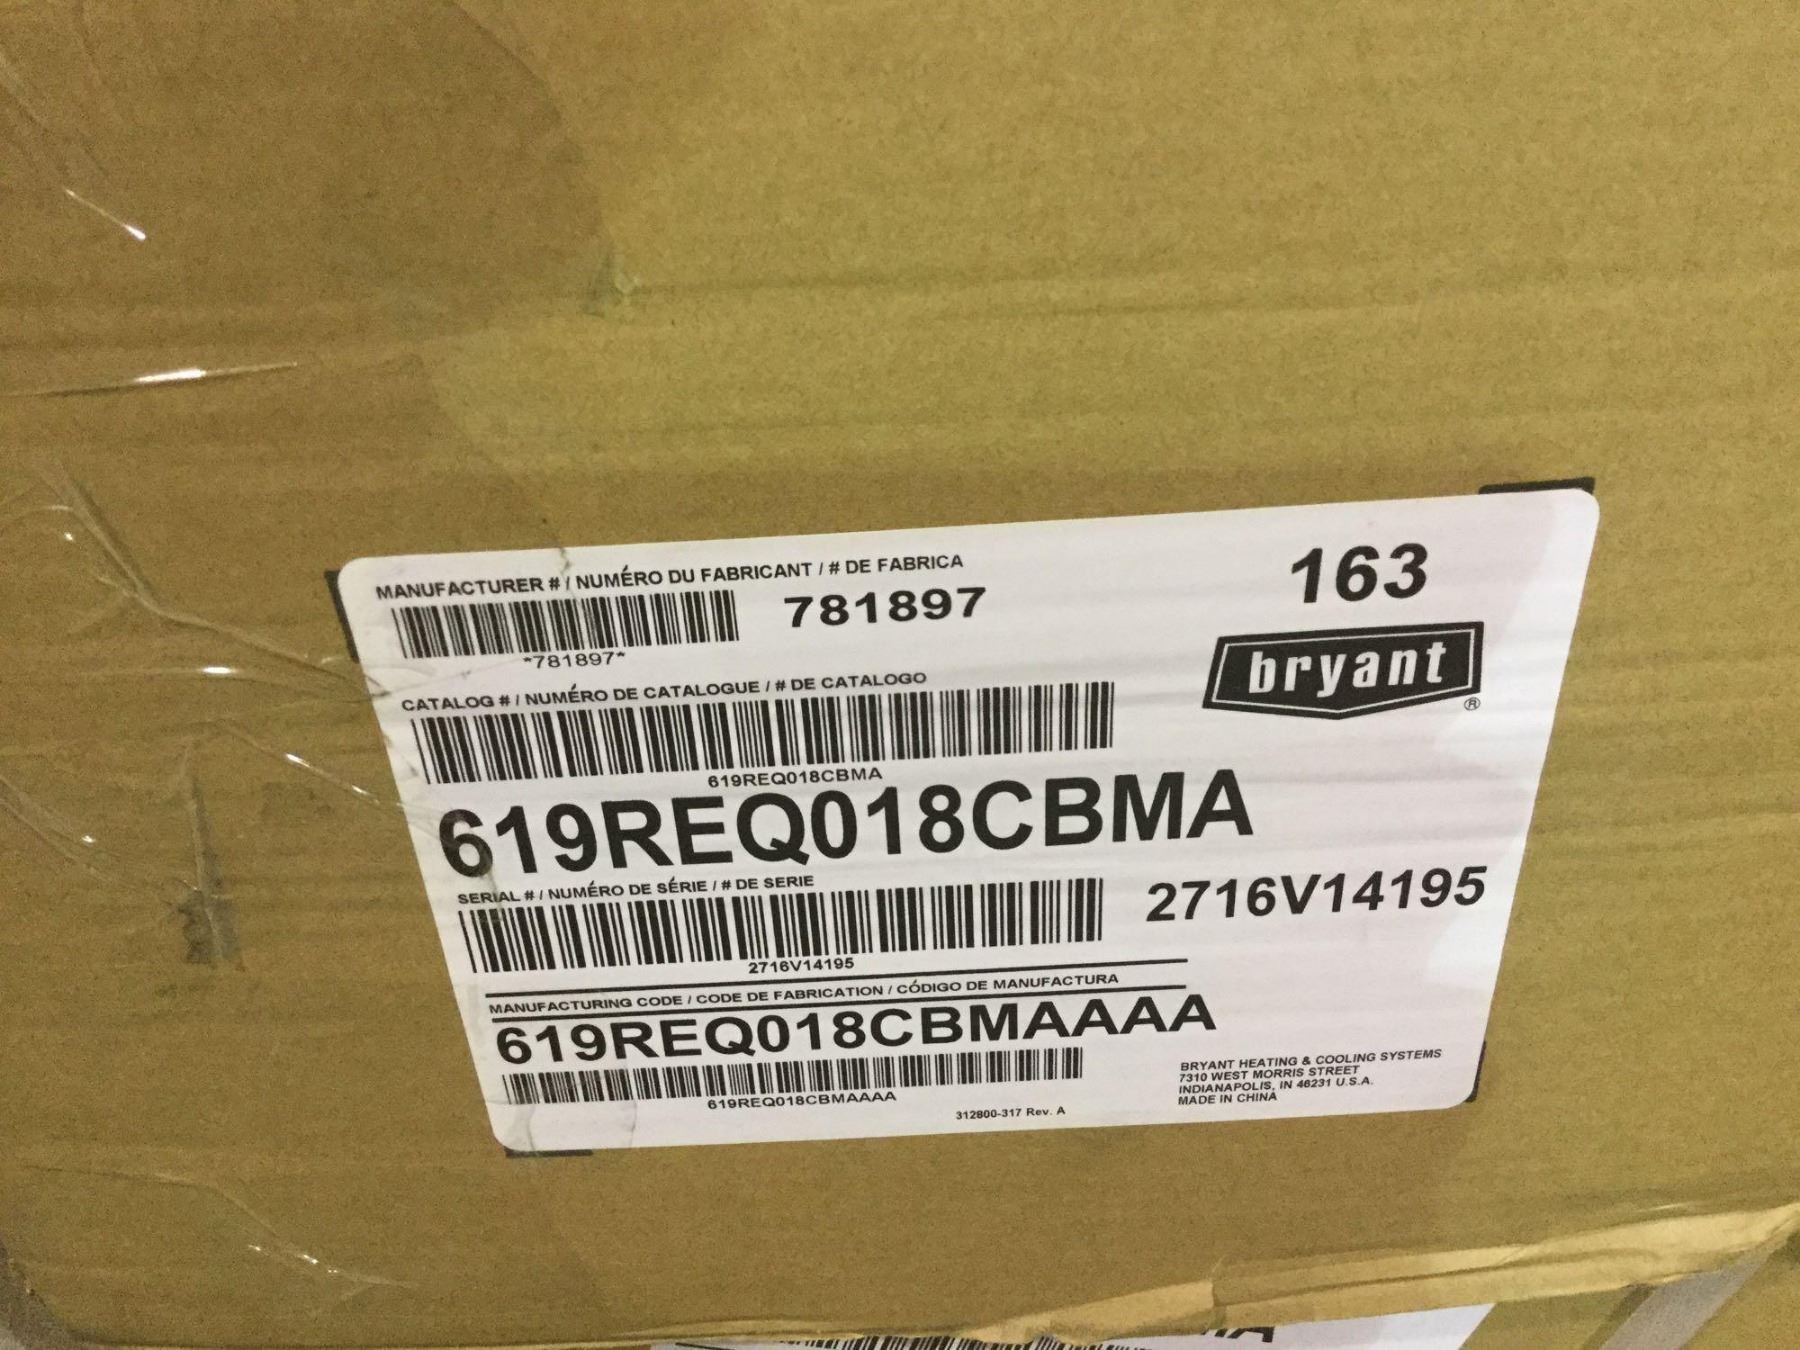 MANUFACTURER # / NUMÉRO DU FABRICANT / # DE FABRICA
781897
163
*781897*
bryant
®
CATALOG # / NUMÉRO DE CATALOGUE / # DE CATALOGO
619REQ018CBMA
619REQ018CBMA
SERIAL # / NUMÉRO DE SÉRIE / # DE SERIE
2716V14195
2716V14195
MANUFACTURING CODE / CODE DE FABRICATION / CÓDIGO DE MANUFACTURA
619REQ018CBMAAAA
619REQ018CBMAAAA
312800-317 Rev. A
BRYANT HEATING & COOLING SYSTEMS
7310 WEST MORRIS STREET
INDIANAPOLIS, IN 46231 U.S.A.
MADE IN CHINA